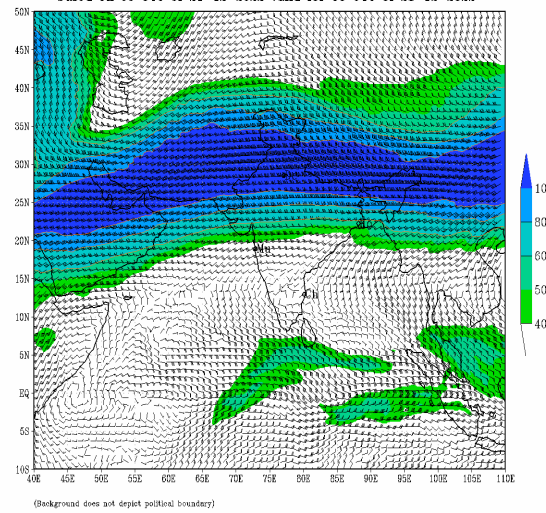 50N
45N
40N
35N
30N
25N
20N
15N
10N
5N
EQ
5S
10S
40E 45E 50E 55E 60E 65E 70E 75E 80E 85E 90E 95E 100E 105E 110E
Mu
Ch
10
80
60
50
40
(Background does not depict political boundary)